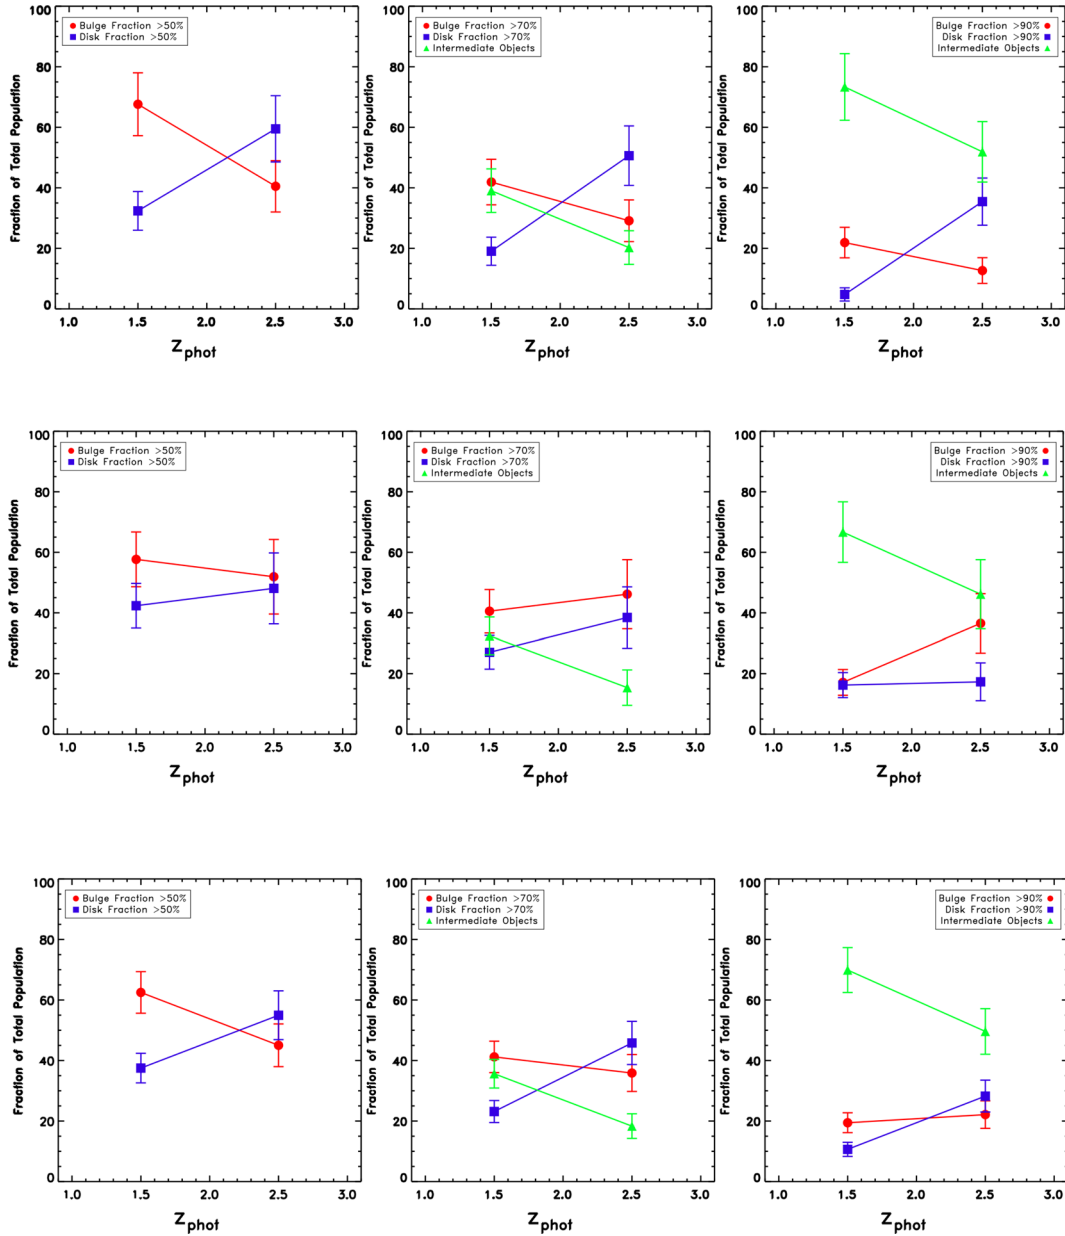 100
80
60
40
20
0
Fraction of Total Population
Bulge Fraction >50%
Disk Fraction >50%
1.0 1.5 2.0 2.5 3.0
Zphot
100
80
60
40
20
0
Fraction of Total Population
Bulge Fraction >70%
Disk Fraction >70%
Intermediate Objects
1.0 1.5 2.0 2.5 3.0
Zphot
100
80
60
40
20
0
Fraction of Total Population
Bulge Fraction >90%
Disk Fraction >90%
Intermediate Objects
1.0 1.5 2.0 2.5 3.0
Zphot
100
80
60
40
20
0
Fraction of Total Population
Bulge Fraction >50%
Disk Fraction >50%
1.0 1.5 2.0 2.5 3.0
Zphot
100
80
60
40
20
0
Fraction of Total Population
Bulge Fraction >70%
Disk Fraction >70%
Intermediate Objects
1.0 1.5 2.0 2.5 3.0
Zphot
100
80
60
40
20
0
Fraction of Total Population
Bulge Fraction >90%
Disk Fraction >90%
Intermediate Objects
1.0 1.5 2.0 2.5 3.0
Zphot
100
80
60
40
20
0
Fraction of Total Population
Bulge Fraction >50%
Disk Fraction >50%
1.0 1.5 2.0 2.5 3.0
Zphot
100
80
60
40
20
0
Fraction of Total Population
Bulge Fraction >70%
Disk Fraction >70%
Intermediate Objects
1.0 1.5 2.0 2.5 3.0
Zphot
100
80
60
40
20
0
Fraction of Total Population
Bulge Fraction >90%
Disk Fraction >90%
Intermediate Objects
1.0 1.5 2.0 2.5 3.0
Zphot